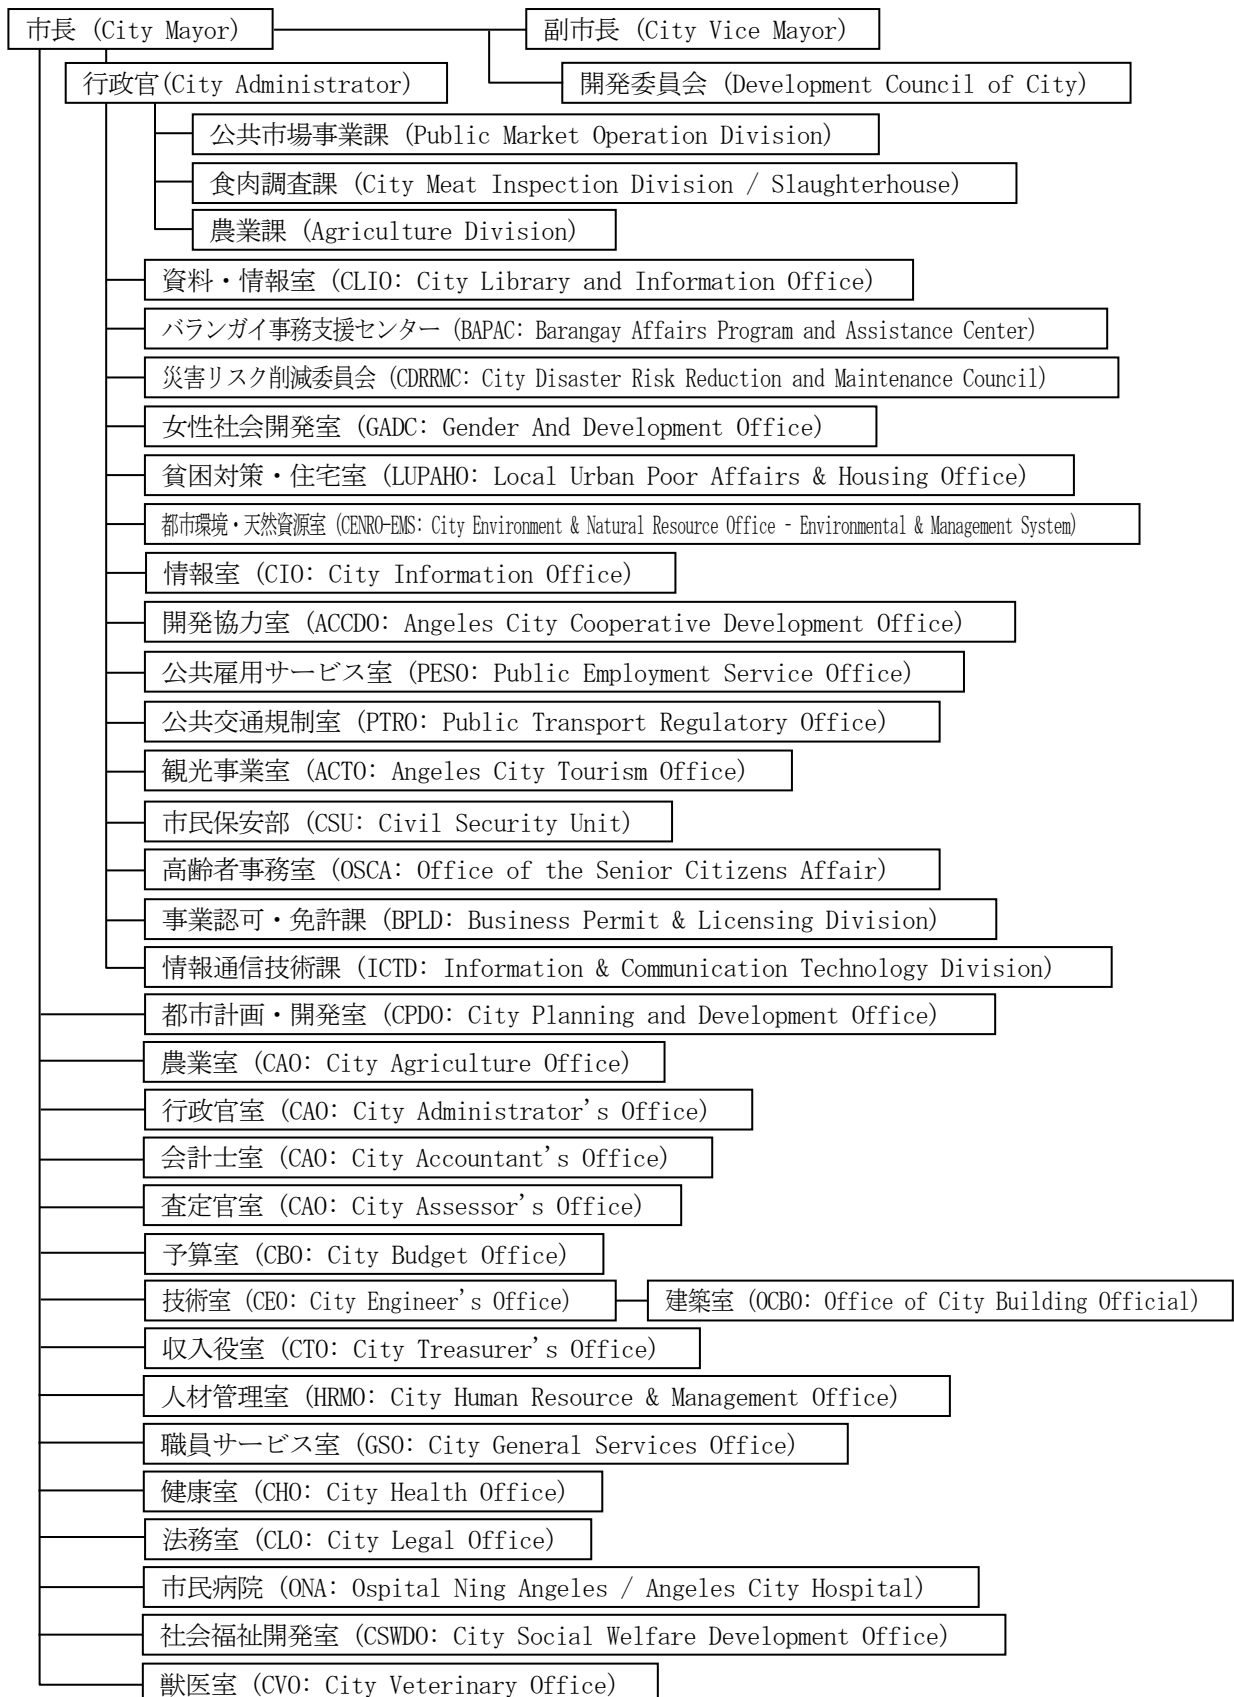 市長 (City Mayor)
副市長 (City Vice Mayor)
行政官(City Administrator)
開発委員会 (Development Council of City)
公共市場事業課 (Public Market Operation Division)
食肉調査課 (City Meat Inspection Division / Slaughterhouse)
農業課 (Agriculture Division)
資料・情報室 (CLIO: City Library and Information Office)
バランガイ事務支援センター (BAPAC: Barangay Affairs Program and Assistance Center)
災害リスク削減委員会 (CDRRMC: City Disaster Risk Reduction and Maintenance Council)
女性社会開発室 (GADC: Gender And Development Office)
貧困対策・住宅室 (LUPAHO: Local Urban Poor Affairs & Housing Office)
都市環境・天然資源室 (CENRO-EMS: City Environment & Natural Resource Office - Environmental & Management System)
情報室 (CIO: City Information Office)
開発協力室 (ACCDO: Angeles City Cooperative Development Office)
公共雇用サービス室 (PESO: Public Employment Service Office)
公共交通規制室 (PTRO: Public Transport Regulatory Office)
観光事業室 (ACTO: Angeles City Tourism Office)
市民保安部 (CSU: Civil Security Unit)
高齢者事務室 (OSCA: Office of the Senior Citizens Affair)
事業認可・免許課 (BPLD: Business Permit & Licensing Division)
情報通信技術課 (ICTD: Information & Communication Technology Division)
都市計画・開発室 (CPDO: City Planning and Development Office)
農業室 (CAO: City Agriculture Office)
行政官室 (CAO: City Administrator's Office)
会計士室 (CAO: City Accountant's Office)
査定官室 (CAO: City Assessor's Office)
予算室 (CBO: City Budget Office)
技術室 (CEO: City Engineer's Office)
建築室 (OCBO: Office of City Building Official)
収入役室 (CTO: City Treasurer's Office)
人材管理室 (HRMO: City Human Resource & Management Office)
職員サービス室 (GSO: City General Services Office)
健康室 (CHO: City Health Office)
法務室 (CLO: City Legal Office)
市民病院 (ONA: Ospital Ning Angeles / Angeles City Hospital)
社会福祉開発室 (CSWDO: City Social Welfare Development Office)
獣医室 (CVO: City Veterinary Office)